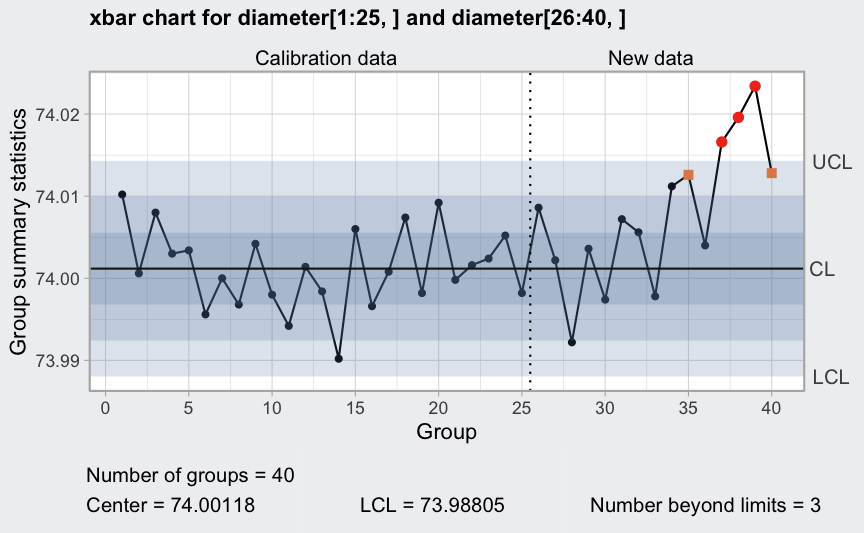 xbar chart for diameter[1:25, ] and diameter[26:40, ]
Calibration data New data
Group summary statistics
74.02
74.01
74.00
73.99
UCL
CL
LCL
0 5 10 15 20 25 30 35 40
Group
Number of groups = 40
Center = 74.00118 LCL = 73.98805 Number beyond limits = 3